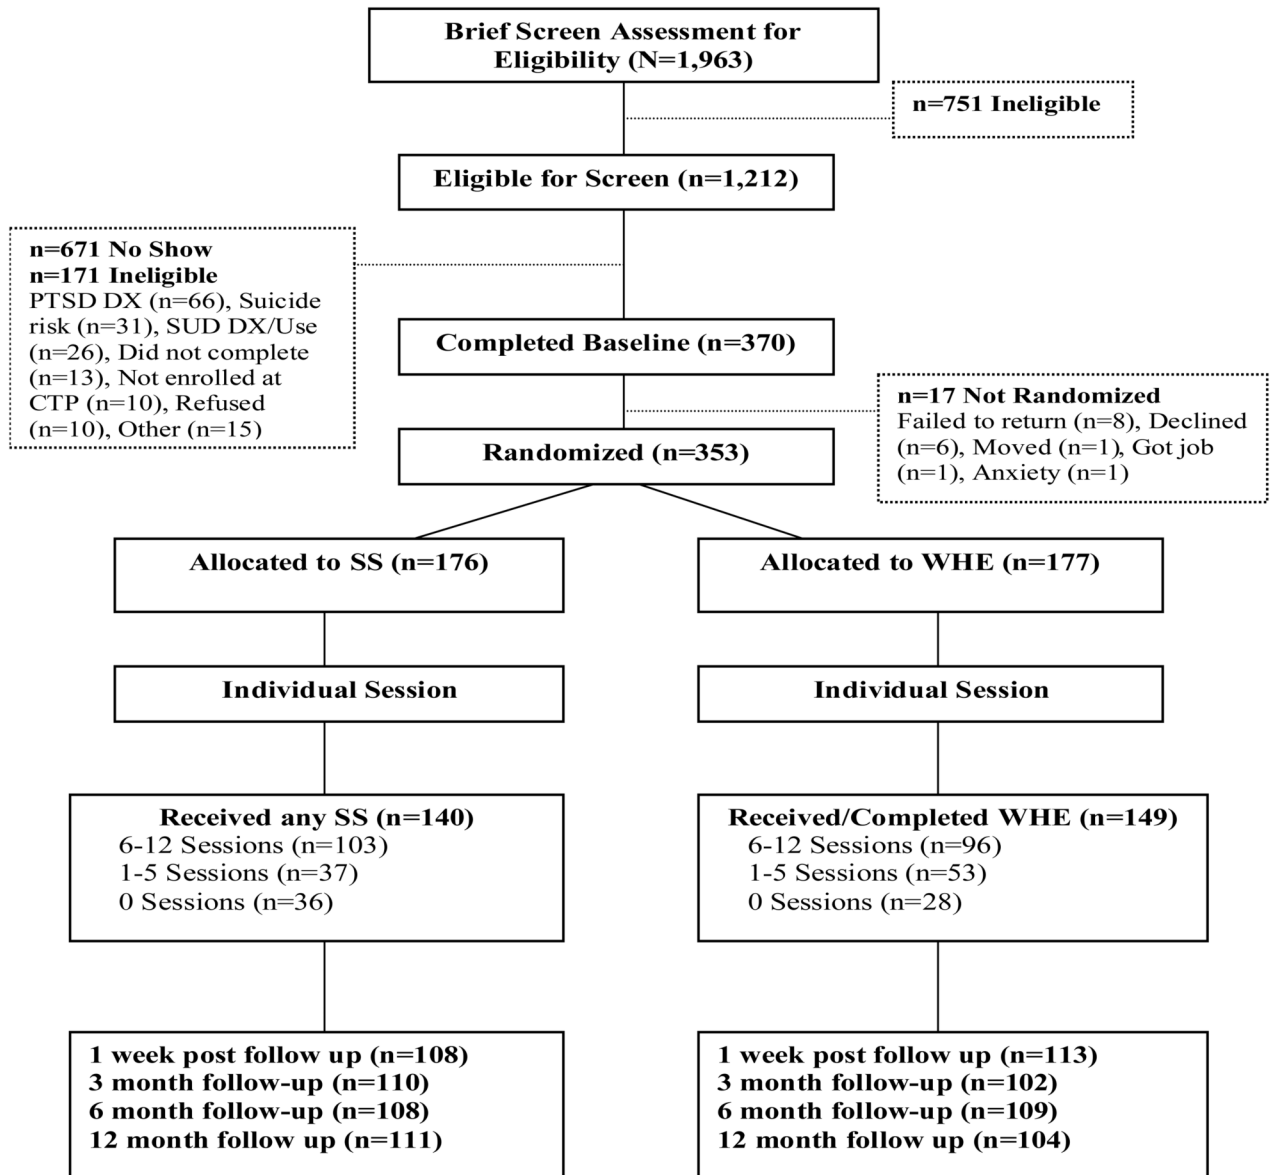 Brief Screen Assessment for
Eligibility (N=1,963)
n=751 Ineligible
Eligible for Screen (n=1,212)
n=671 No Show
n=171 Ineligible
PTSD DX (n=66), Suicide
risk (n=31), SUD DX/Use
(n=26), Did not complete
(n=13), Not enrolled at
CTP (n=10), Refused
(n=10), Other (n=15)
Completed Baseline (n=370)
n=17 Not Randomized
Failed to return (n=8), Declined
(n=6), Moved (n=1), Got job
(n=1), Anxiety (n=1)
Randomized (n=353)
Allocated to SS (n=176)
Allocated to WHE (n=177)
Individual Session
Individual Session
Received any SS (n=140)
6-12 Sessions (n=103)
1-5 Sessions (n=37)
0 Sessions (n=36)
Received/Completed WHE (n=149)
6-12 Sessions (n=96)
1-5 Sessions (n=53)
0 Sessions (n=28)
1 week post follow up (n=108)
3 month follow-up (n=110)
6 month follow-up (n=108)
12 month follow up (n=111)
1 week post follow up (n=113)
3 month follow-up (n=102)
6 month follow-up (n=109)
12 month follow up (n=104)